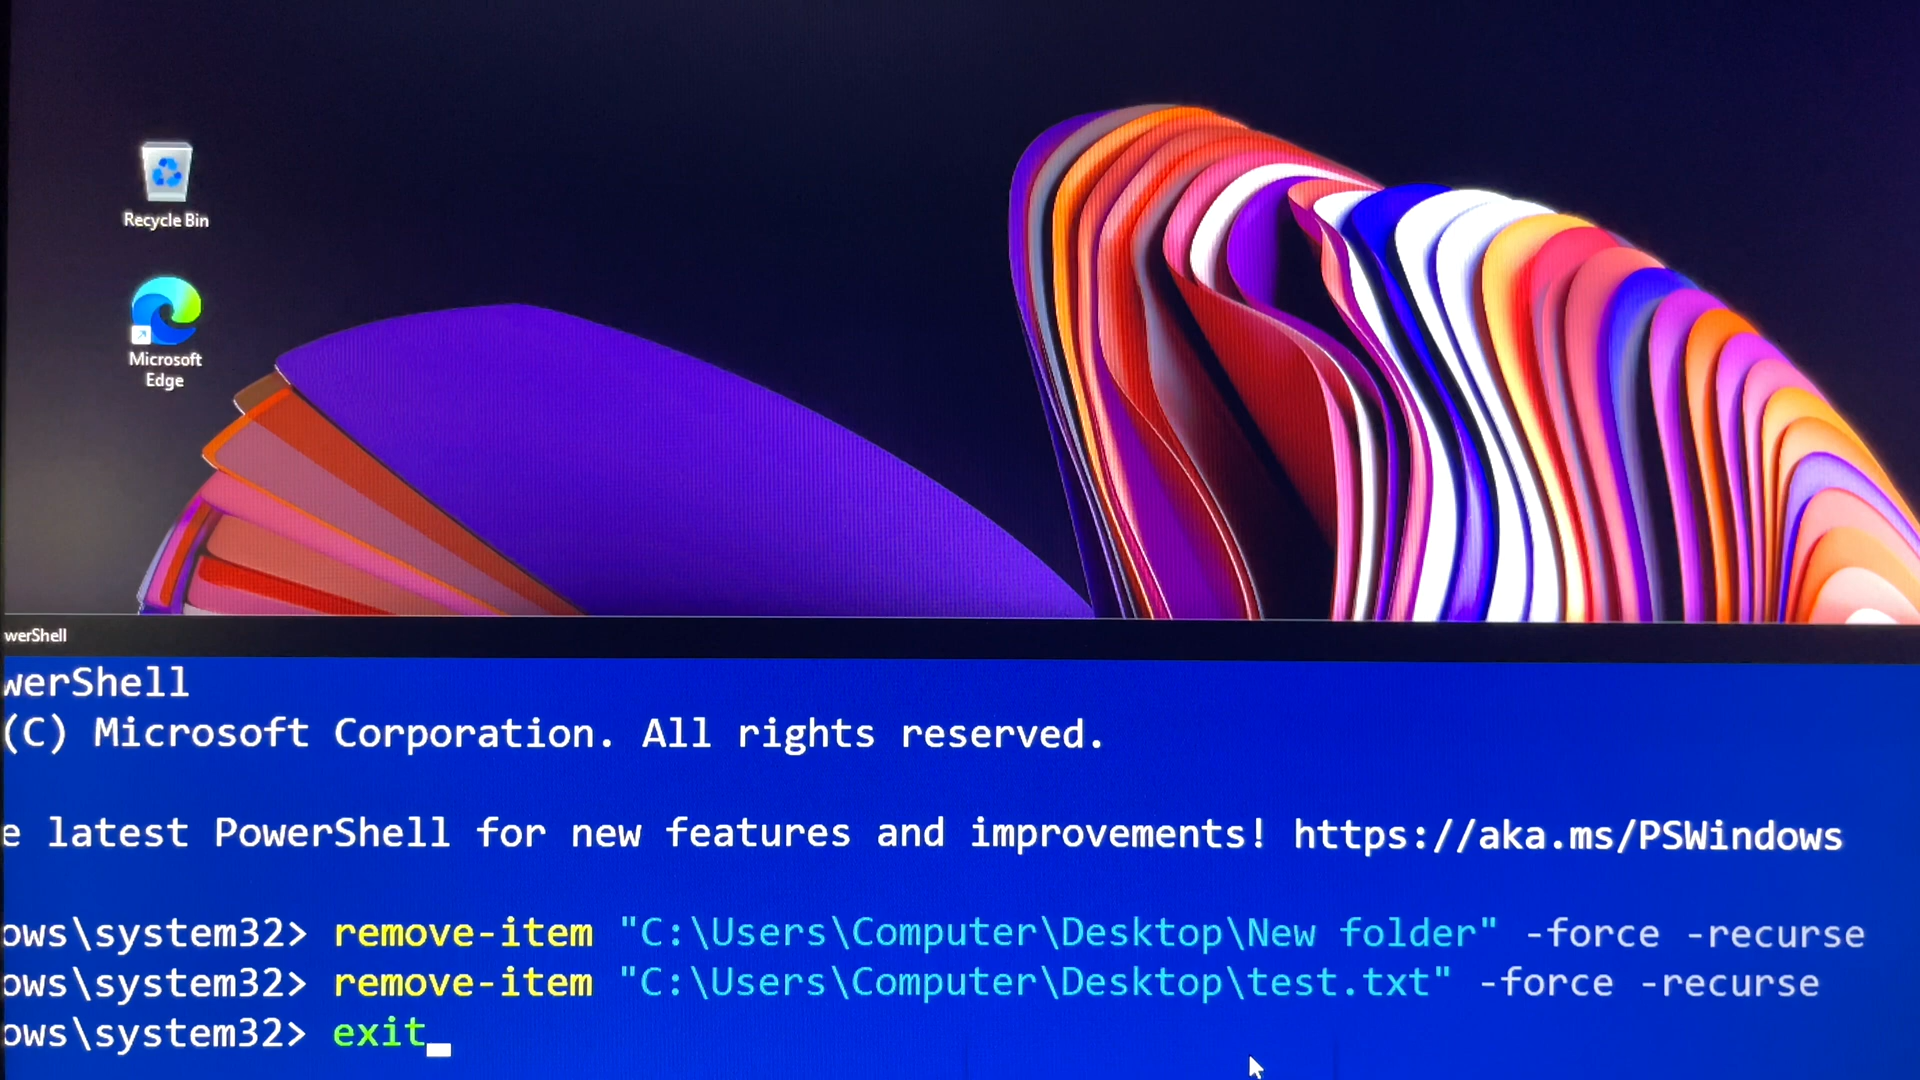 Recycle Bin
Microsoft
Edge
werShell
werShell
(C) Microsoft Corporation. All rights reserved.
e latest PowerShell for new features and improvements! https://aka.ms/PSWindows
ows\system32> remove-item "C:\Users\Computer\Desktop\New folder" -force -recurse
ows\system32> remove-item "C:\Users\Computer\Desktop\test.txt" -force -recurse
ows\system32> exit